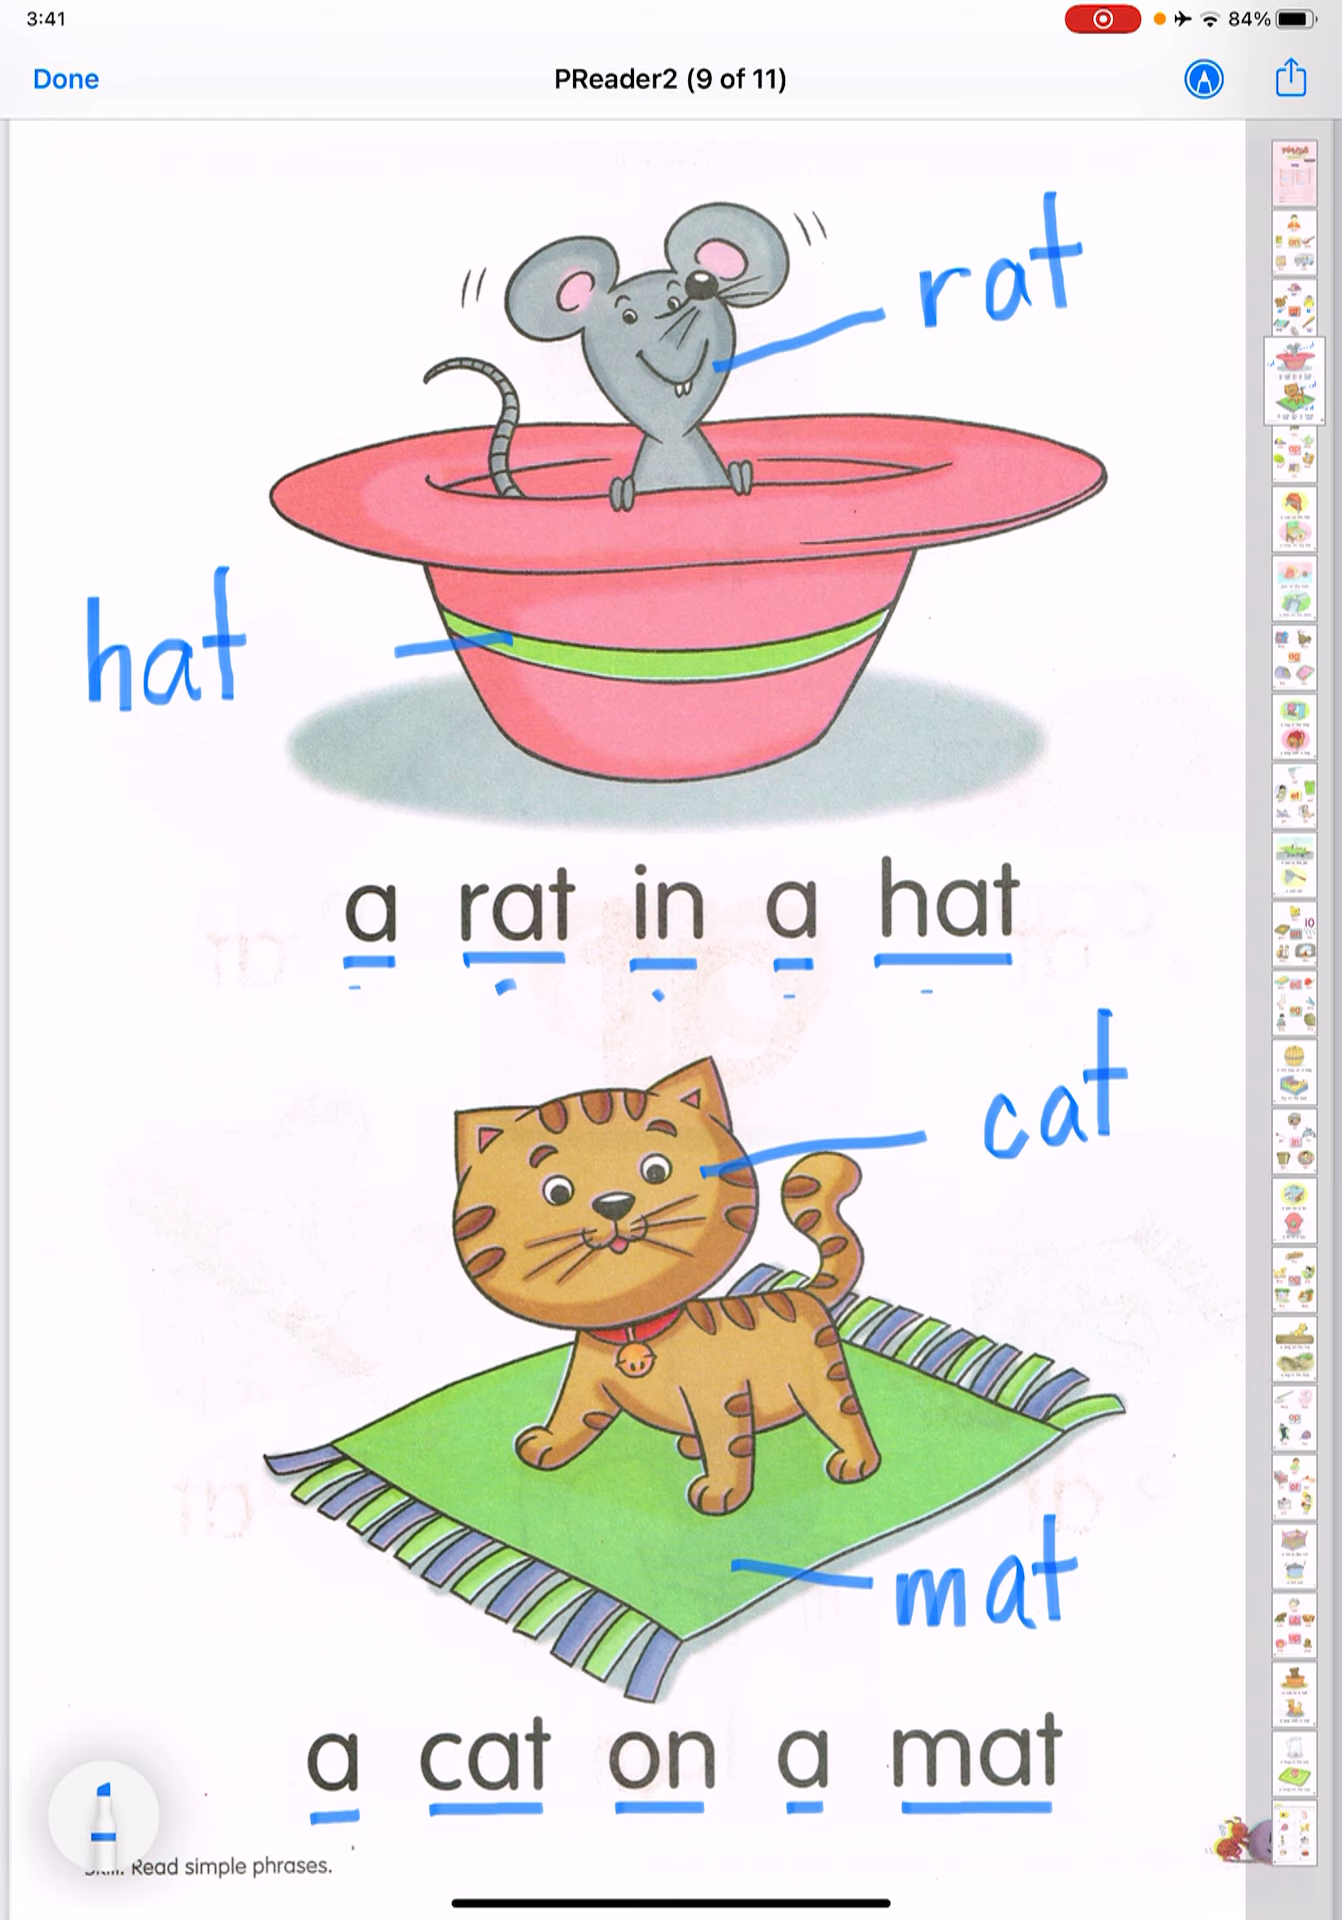 3:41
84%
Done
PReader2 (9 of 11)
rat
hat
a rat in a hat
cat
mat
a cat on a mat
Read simple phrases.